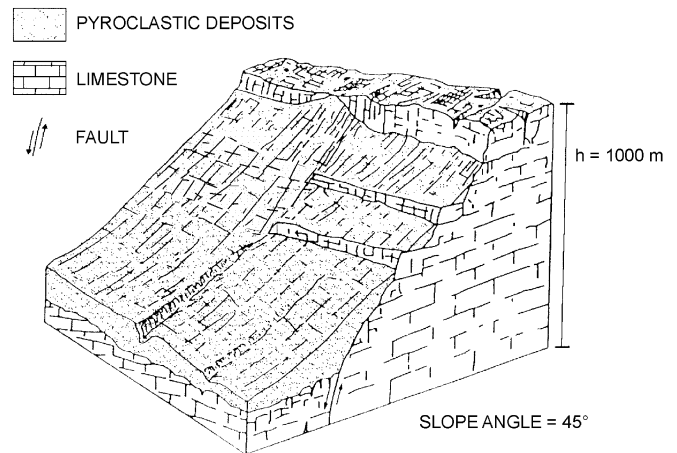 PYROCLASTIC DEPOSITS
LIMESTONE
FAULT
h = 1000 m
SLOPE ANGLE = 45°